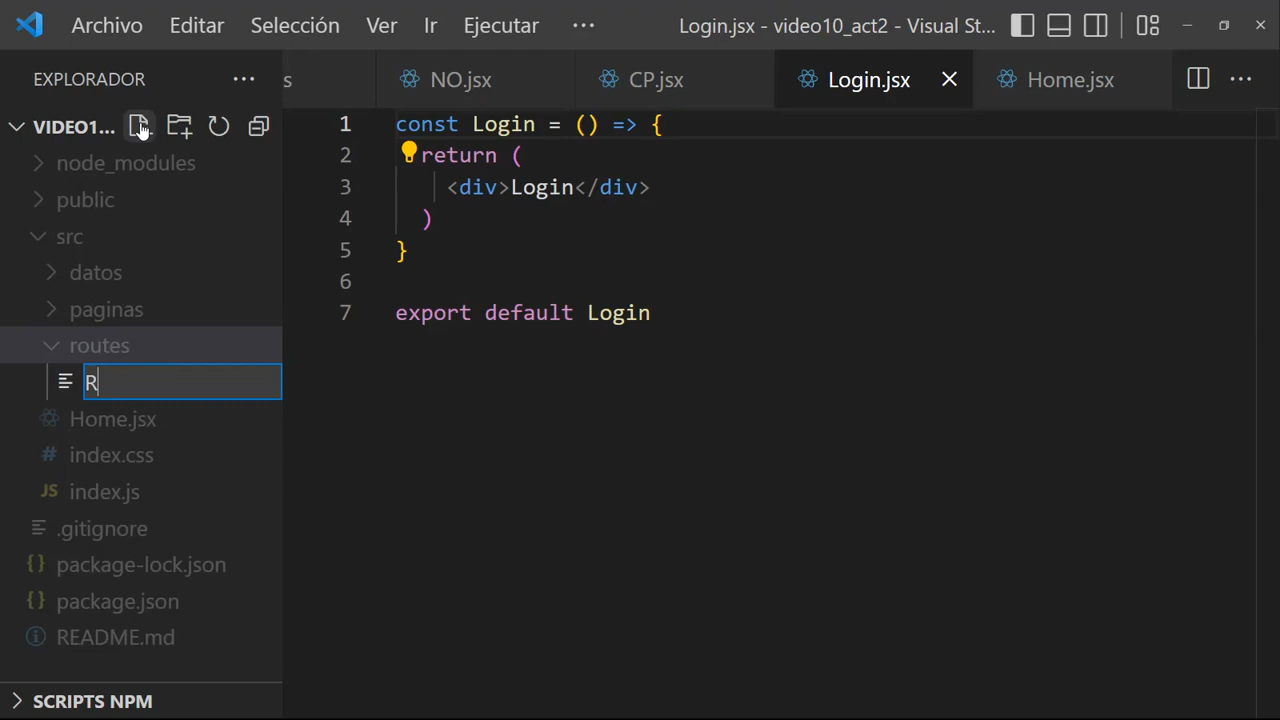 Archivo Editar Selección Ver Ir Ejecutar ··· Login.jsx - video10_act2 - Visual St...
EXPLORADOR ···
s NO.jsx CP.jsx Login.jsx Home.jsx ···
VIDEO1...
node_modules
public
src
datos
paginas
routes
R
Home.jsx
# index.css
JS index.js
.gitignore
{} package-lock.json
{} package.json
README.md
SCRIPTS NPM
1 const Login = () => {
2 return (
3 <div>Login</div>
4 )
5 }
6
7 export default Login